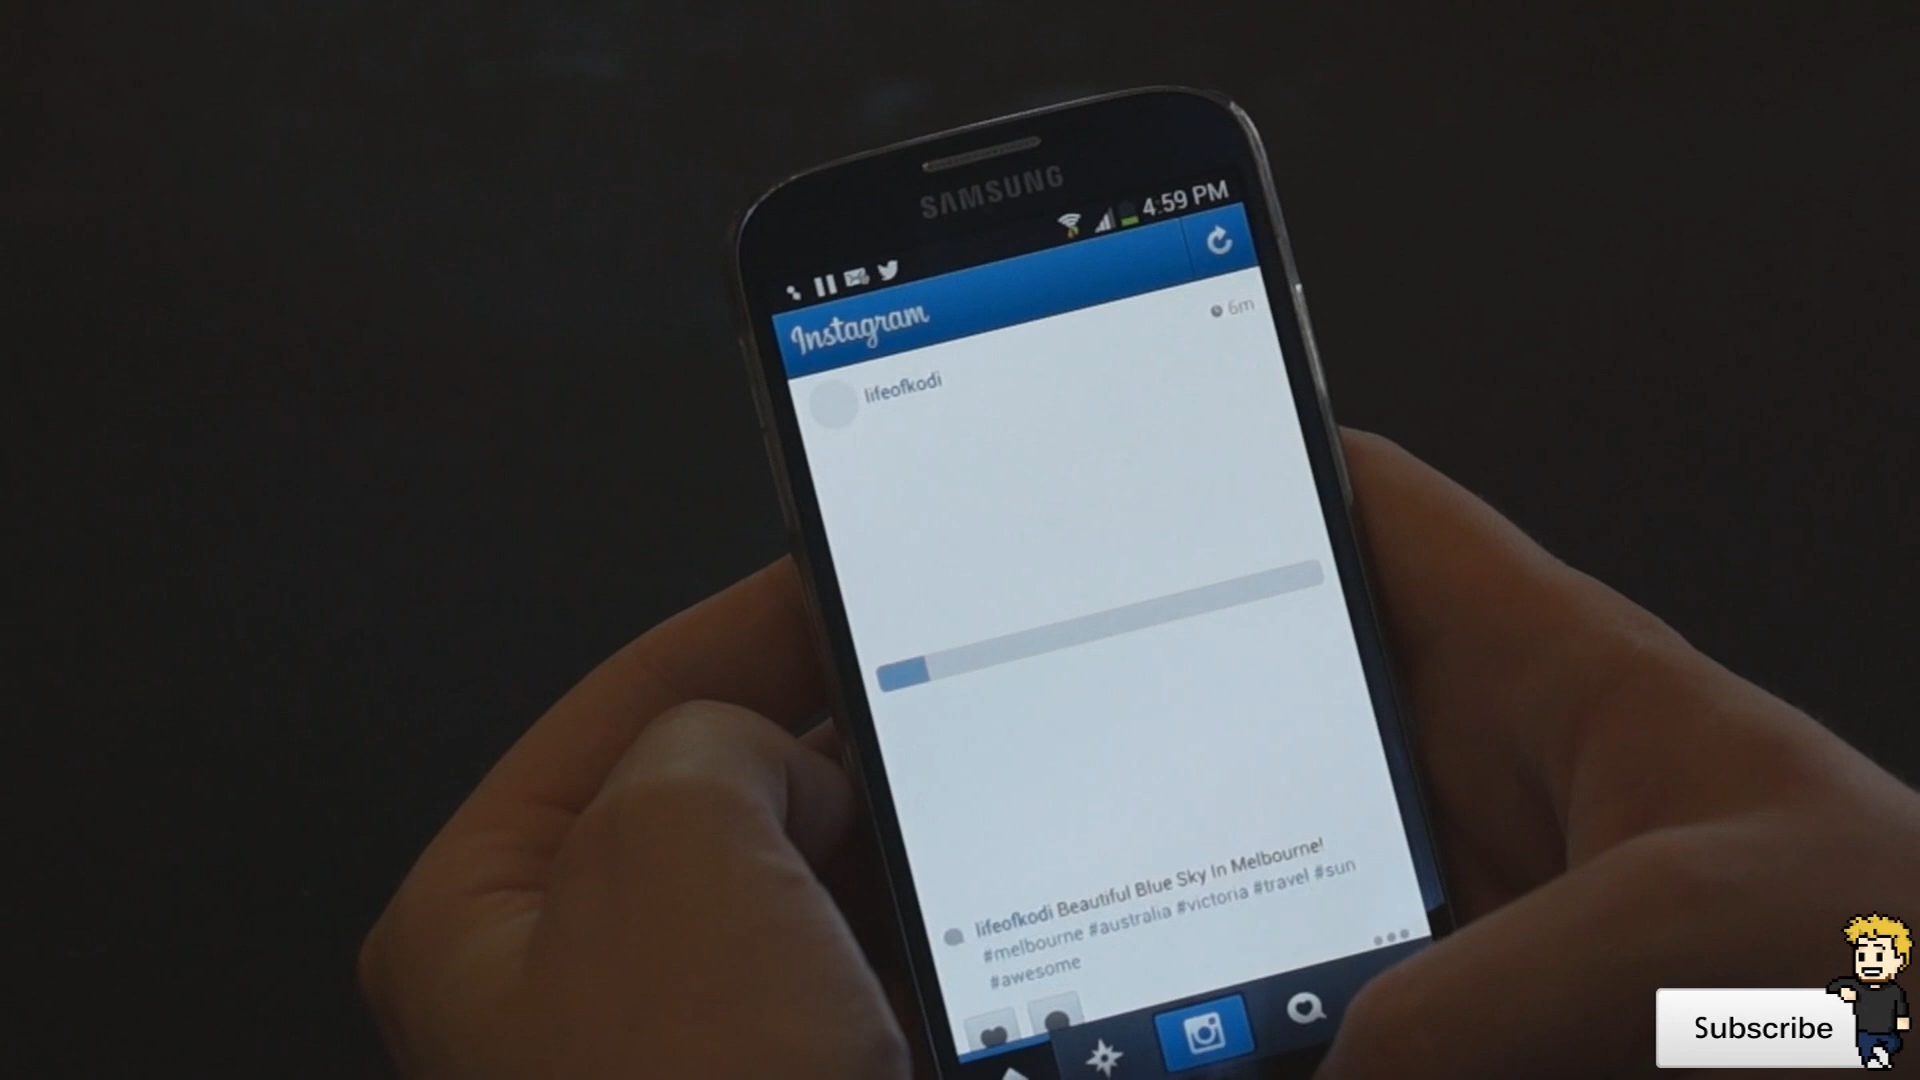 SAMSUNG
4:59 PM
Instagram
6m
lifeofkodi
lifeofkodi Beautiful Blue Sky In Melbourne!
#melbourne #australia #victoria #travel #sun
#awesome
Subscribe